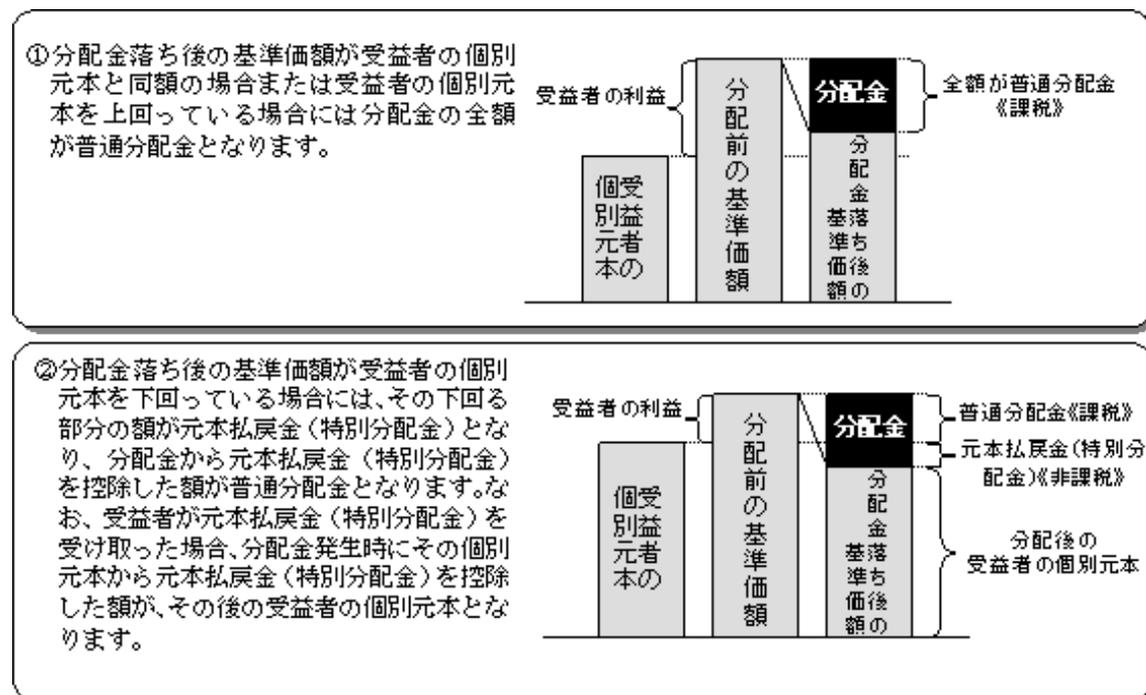 ①分配金落ち後の基準価額が受益者の個別
元本と同額の場合または受益者の個別元
本を上回っている場合には分配金の全額
が普通分配金となります。
受益者の利益
受益者の
個別元本
分配前の基準価額
分配金
分配金落ち後の
基準価額
全額が普通分配金
《課税》
②分配金落ち後の基準価額が受益者の個別
元本を下回っている場合には、その下回る
部分の額が元本払戻金(特別分配金)とな
り、分配金から元本払戻金(特別分配金)
を控除した額が普通分配金となります。な
お、受益者が元本払戻金(特別分配金)を
受け取った場合、分配金発生時にその個別
元本から元本払戻金(特別分配金)を控除
した額が、その後の受益者の個別元本とな
ります。
受益者の利益
受益者の
個別元本
分配前の基準価額
分配金
分配金落ち後の
基準価額
普通分配金《課税》
元本払戻金(特別分
配金)《非課税》
分配後の
受益者の個別元本